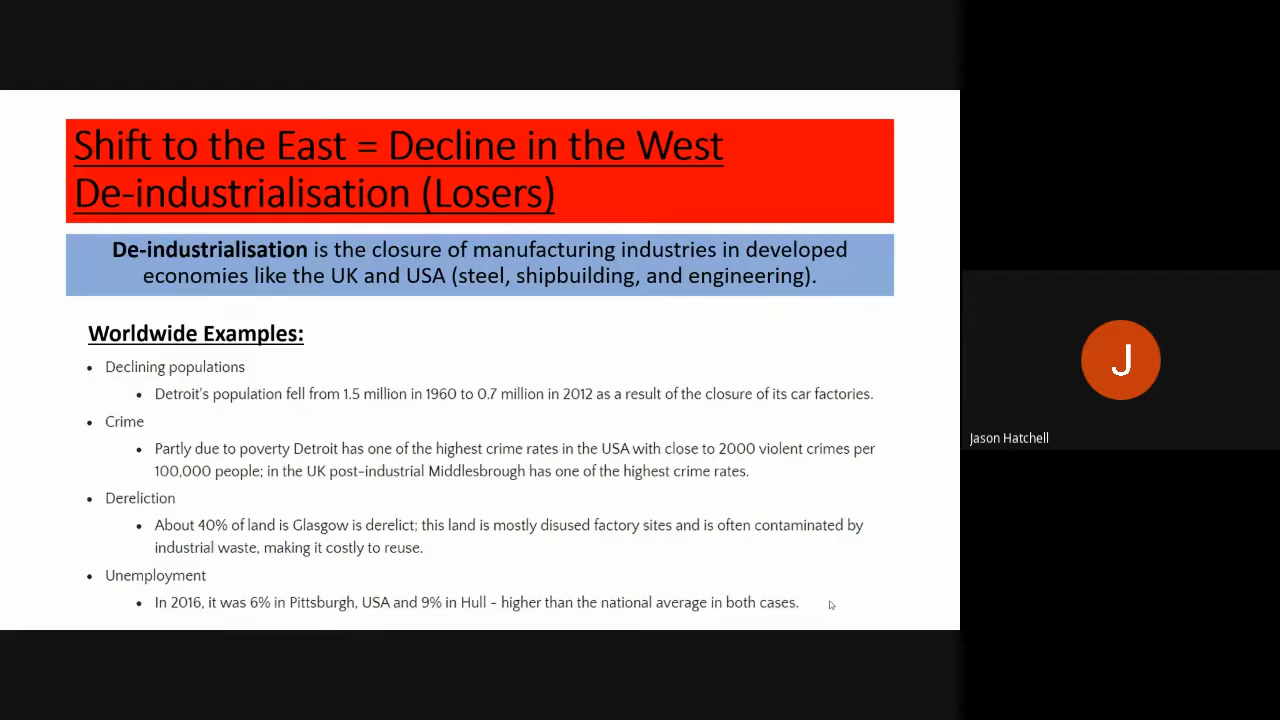 Shift to the East = Decline in the West
De-industrialisation (Losers)
De-industrialisation is the closure of manufacturing industries in developed
economies like the UK and USA (steel, shipbuilding, and engineering).
Worldwide Examples:
• Declining populations
• Detroit's population fell from 1.5 million in 1960 to 0.7 million in 2012 as a result of the closure of its car factories.
• Crime
• Partly due to poverty Detroit has one of the highest crime rates in the USA with close to 2000 violent crimes per
100,000 people; in the UK post-industrial Middlesbrough has one of the highest crime rates.
• Dereliction
• About 40% of land is Glasgow is derelict; this land is mostly disused factory sites and is often contaminated by
industrial waste, making it costly to reuse.
• Unemployment
• In 2016, it was 6% in Pittsburgh, USA and 9% in Hull – higher than the national average in both cases.
J
Jason Hatchell